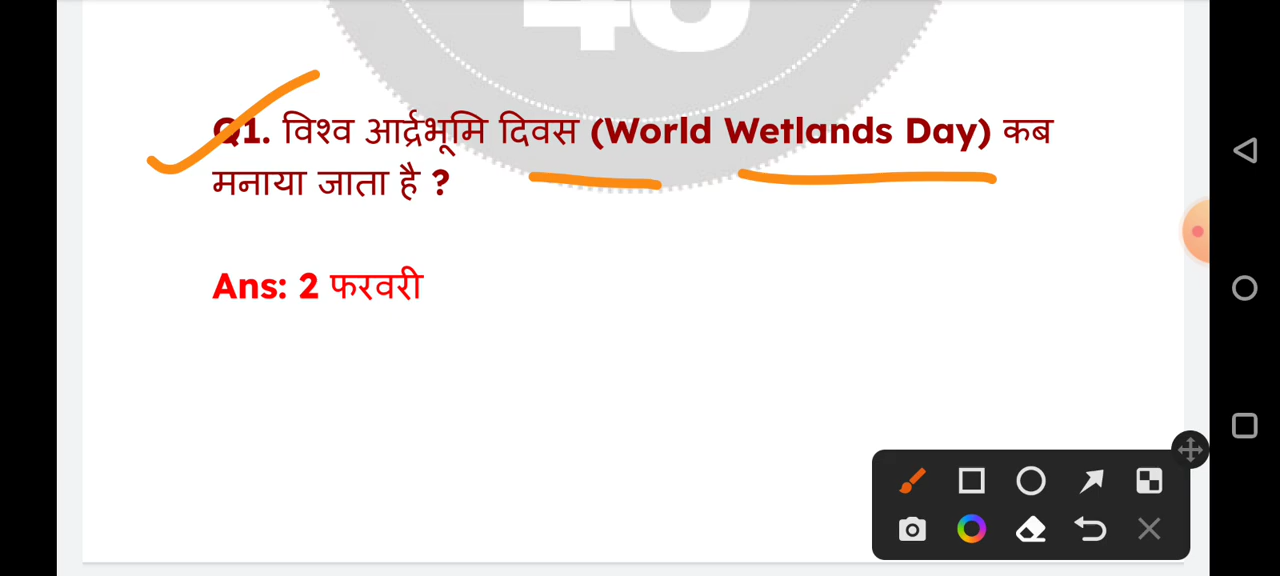 Q1. विश्व आर्द्रभूमि दिवस (World Wetlands Day) कब
मनाया जाता है ?
Ans: 2 फरवरी